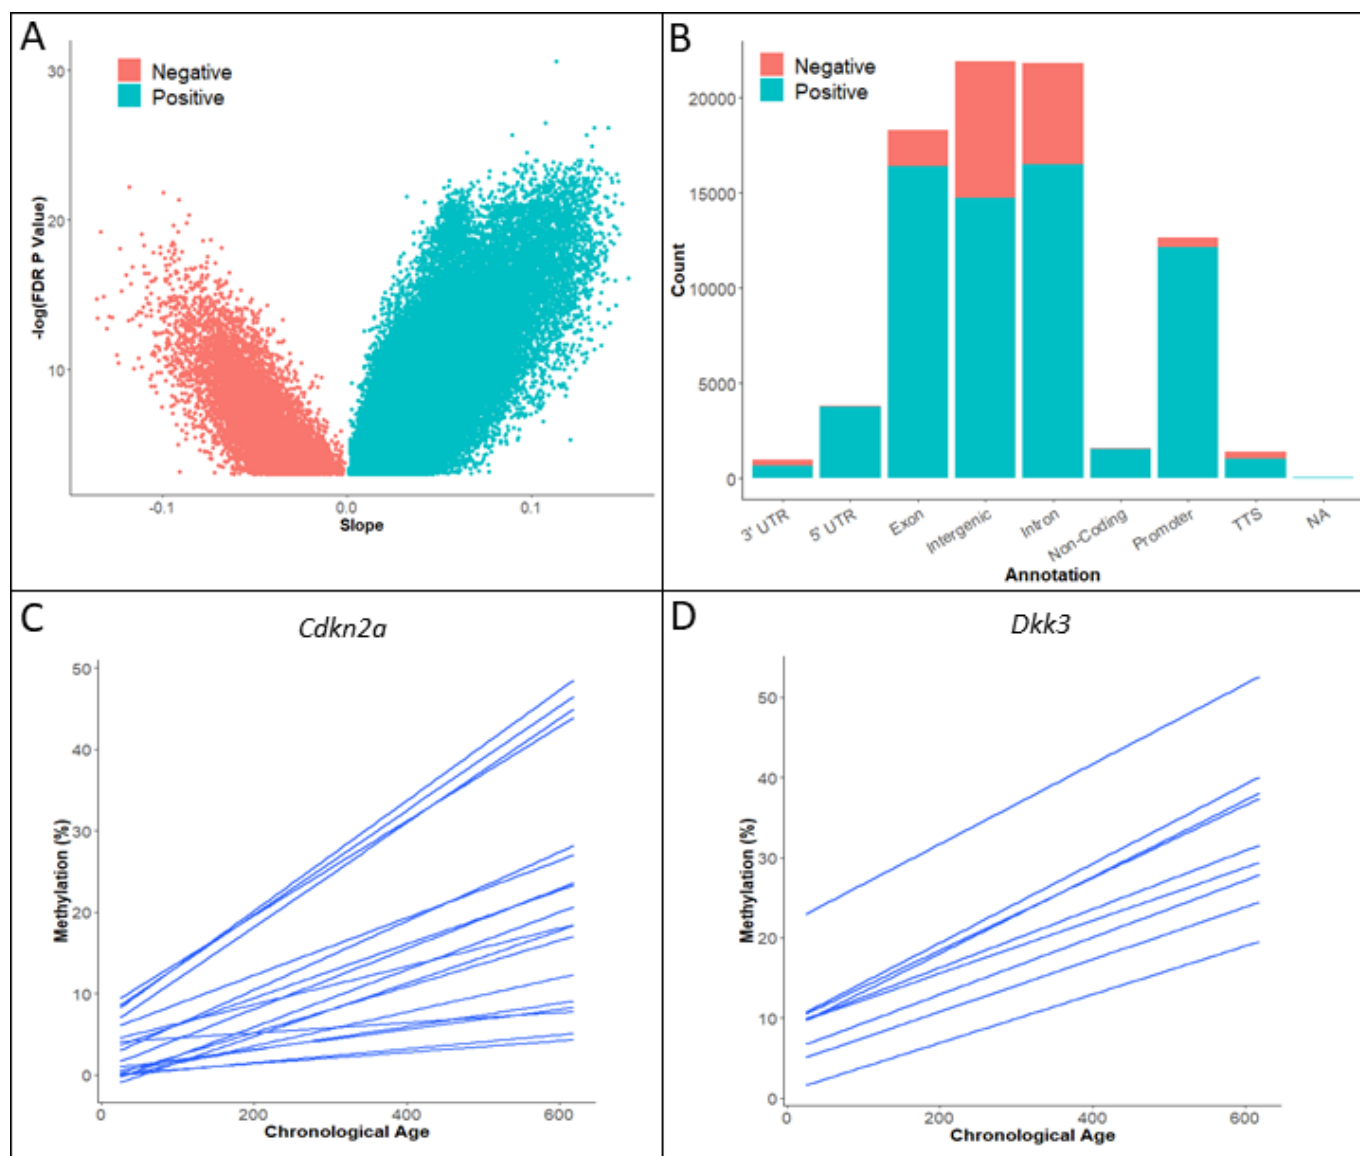 A
Negative
Positive
30
20
10
-log(FDR P Value)
-0.1 0.0 0.1
Slope
B
Negative
Positive
20000
15000
10000
5000
0
Count
3' UTR 5' UTR Exon Intergenic Intron Non-Coding Promoter TTS NA
Annotation
C
Cdkn2a
50
40
30
20
10
0
Methylation (%)
0 200 400 600
Chronological Age
D
Dkk3
50
40
30
20
10
0
Methylation (%)
0 200 400 600
Chronological Age